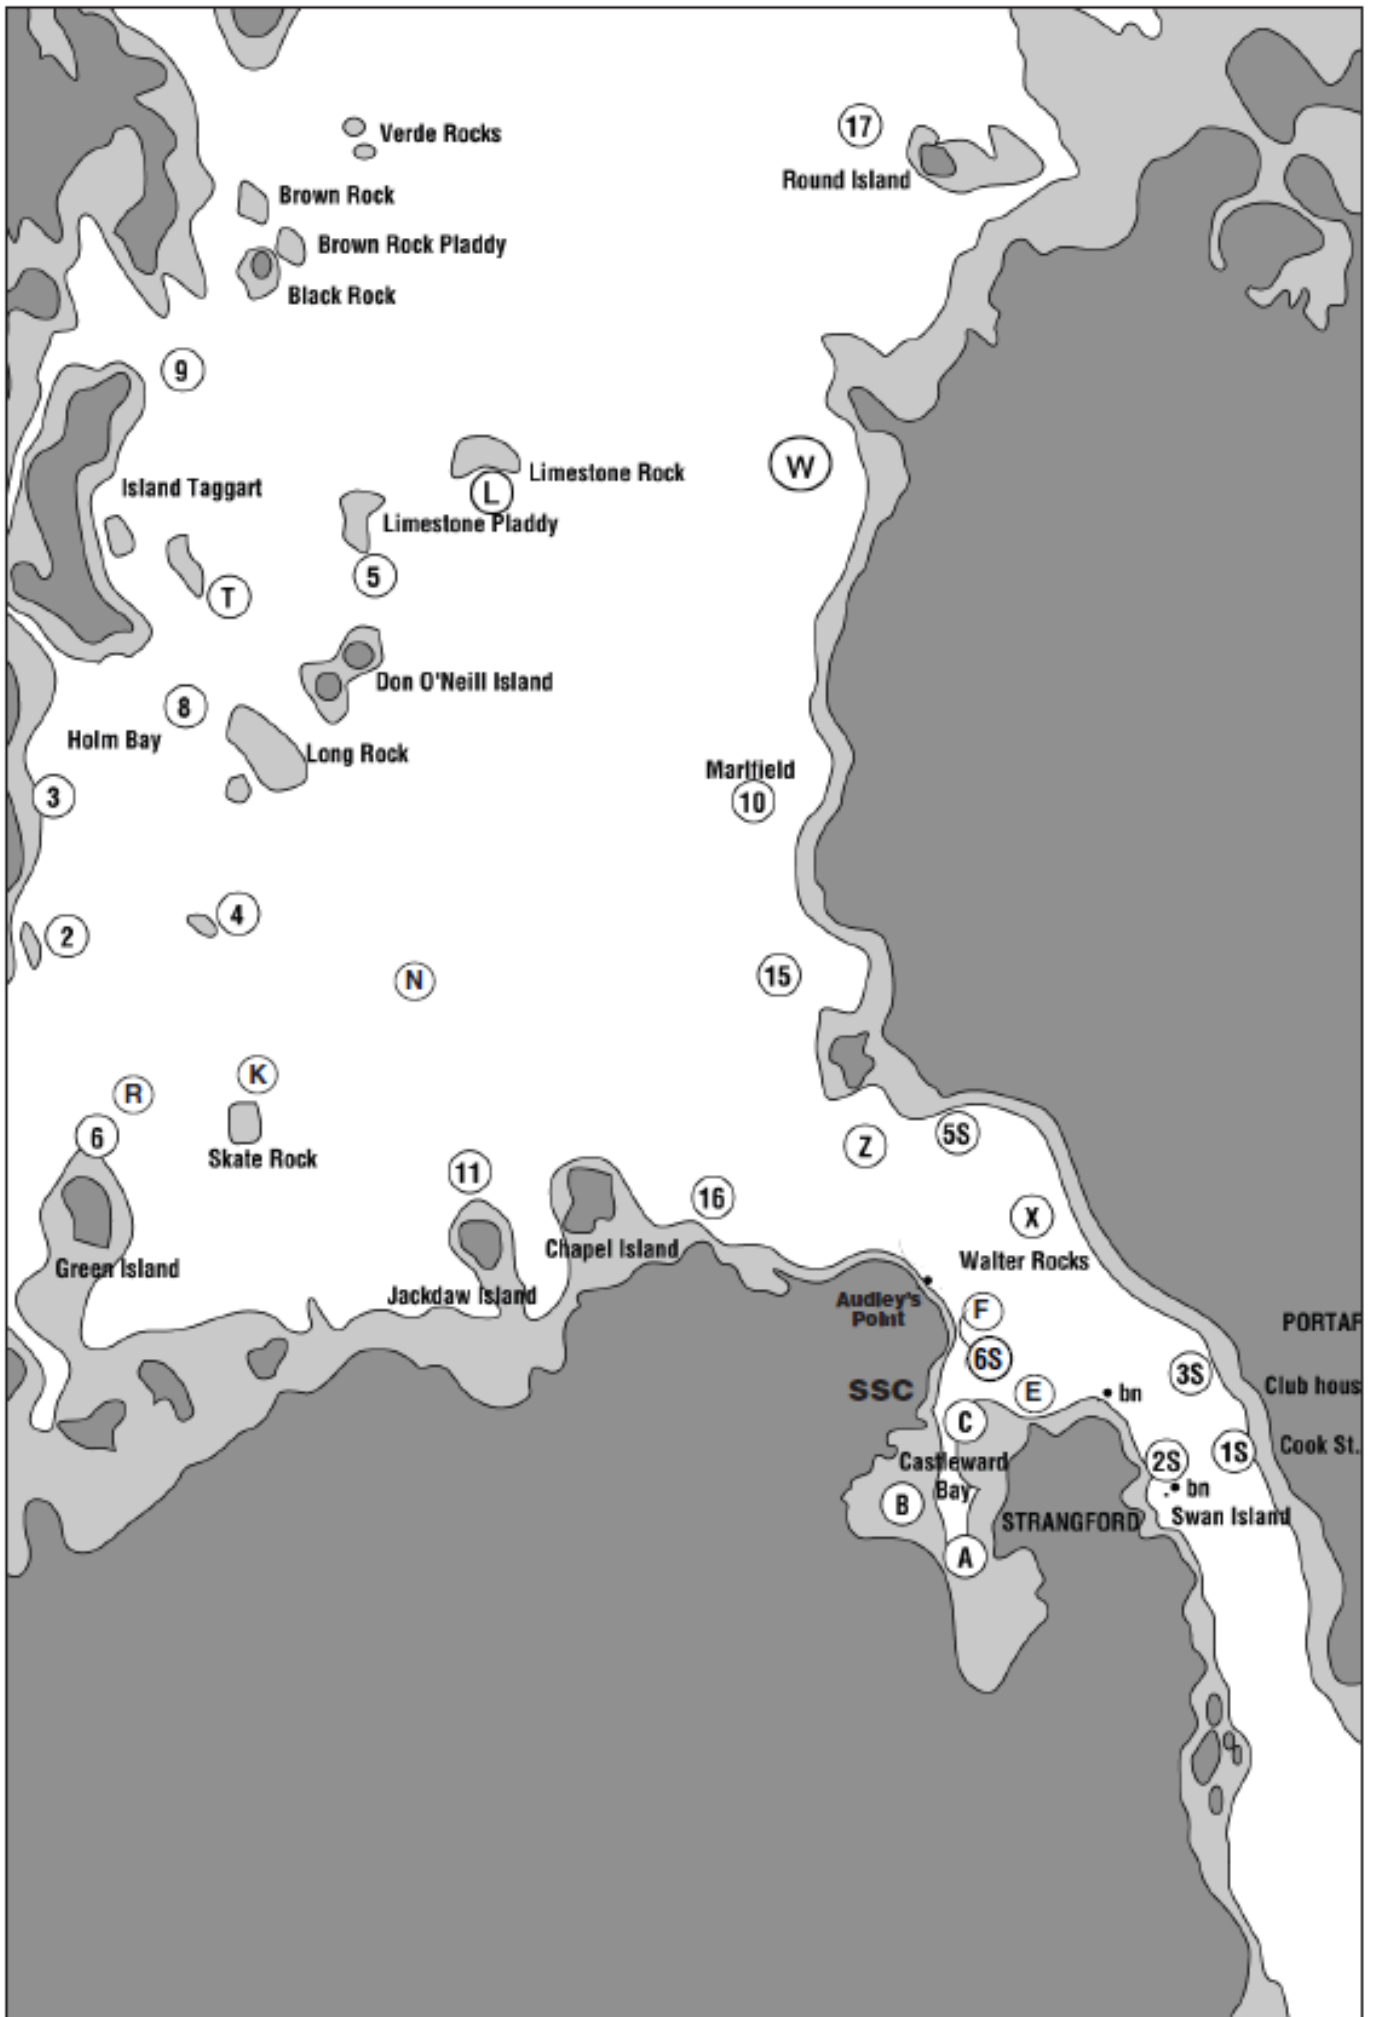 Verde Rocks
17
Round Island
Brown Rock
Brown Rock Pladdy
Black Rock
9
W
Limestone Rock
L
Island Taggart
Limestone Pladdy
5
T
Don O'Neill Island
8
Holm Bay
Long Rock
Marlfield
10
3
4
2
15
N
K
R
6
Skate Rock
5S
Z
11
16
X
Chapel Island
Walter Rocks
Green Island
Jackdaw Island
Audley's
Point
F
PORTAF
6S
3S
SSC
E
bn
Club hous
C
1S
Cook St.
2S
Castleward
Bay
bn
B
Swan Island
STRANGFORD
A